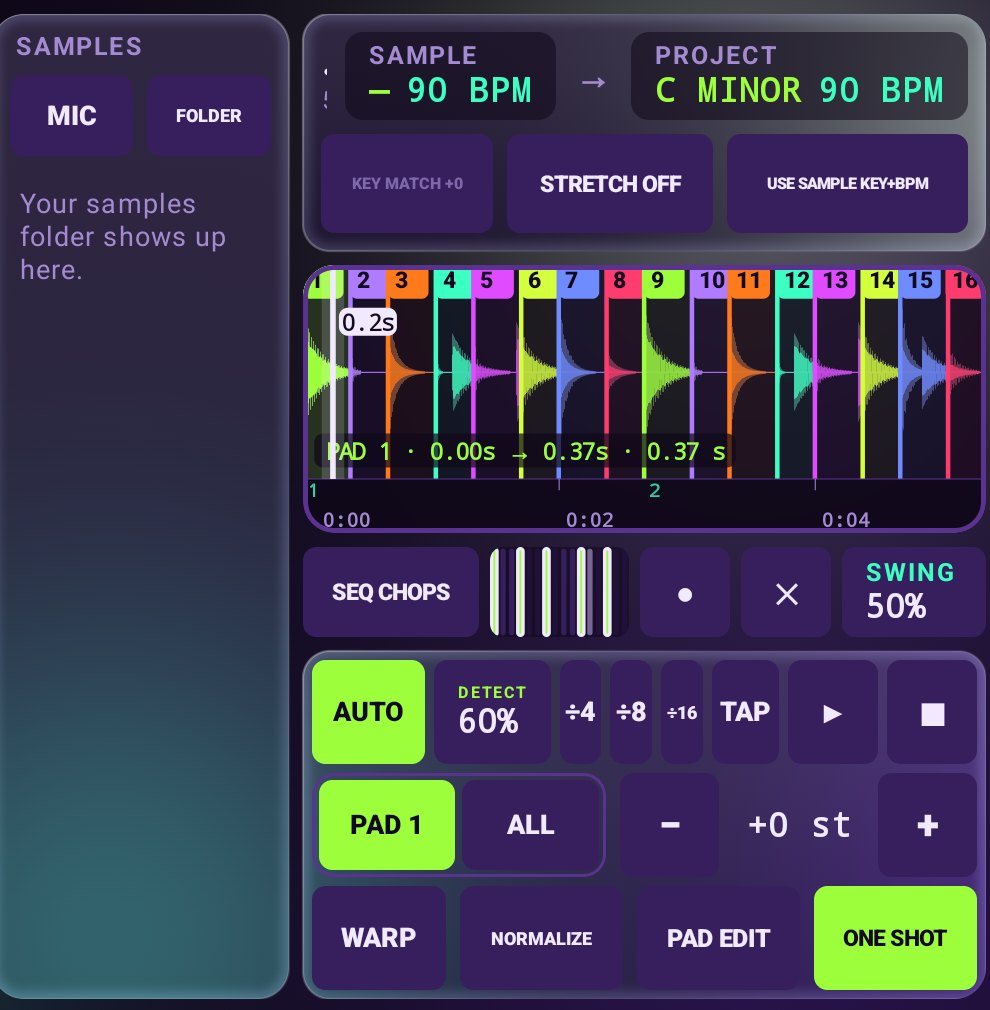 SAMPLES
MIC
FOLDER
Your samples
folder shows up
here.
SAMPLE
– 90 BPM
→
PROJECT
C MINOR 90 BPM
KEY MATCH +0
STRETCH OFF
USE SAMPLE KEY+BPM
1 2 3 4 5 6 7 8 9 10 11 12 13 14 15 16
0.2s
PAD 1 · 0.00s → 0.37s · 0.37 s
1 2
0:00 0:02 0:04
SEQ CHOPS
SWING
50%
AUTO
DETECT
60%
÷4
÷8
÷16
TAP
PAD 1
ALL
− +0 st +
WARP
NORMALIZE
PAD EDIT
ONE SHOT